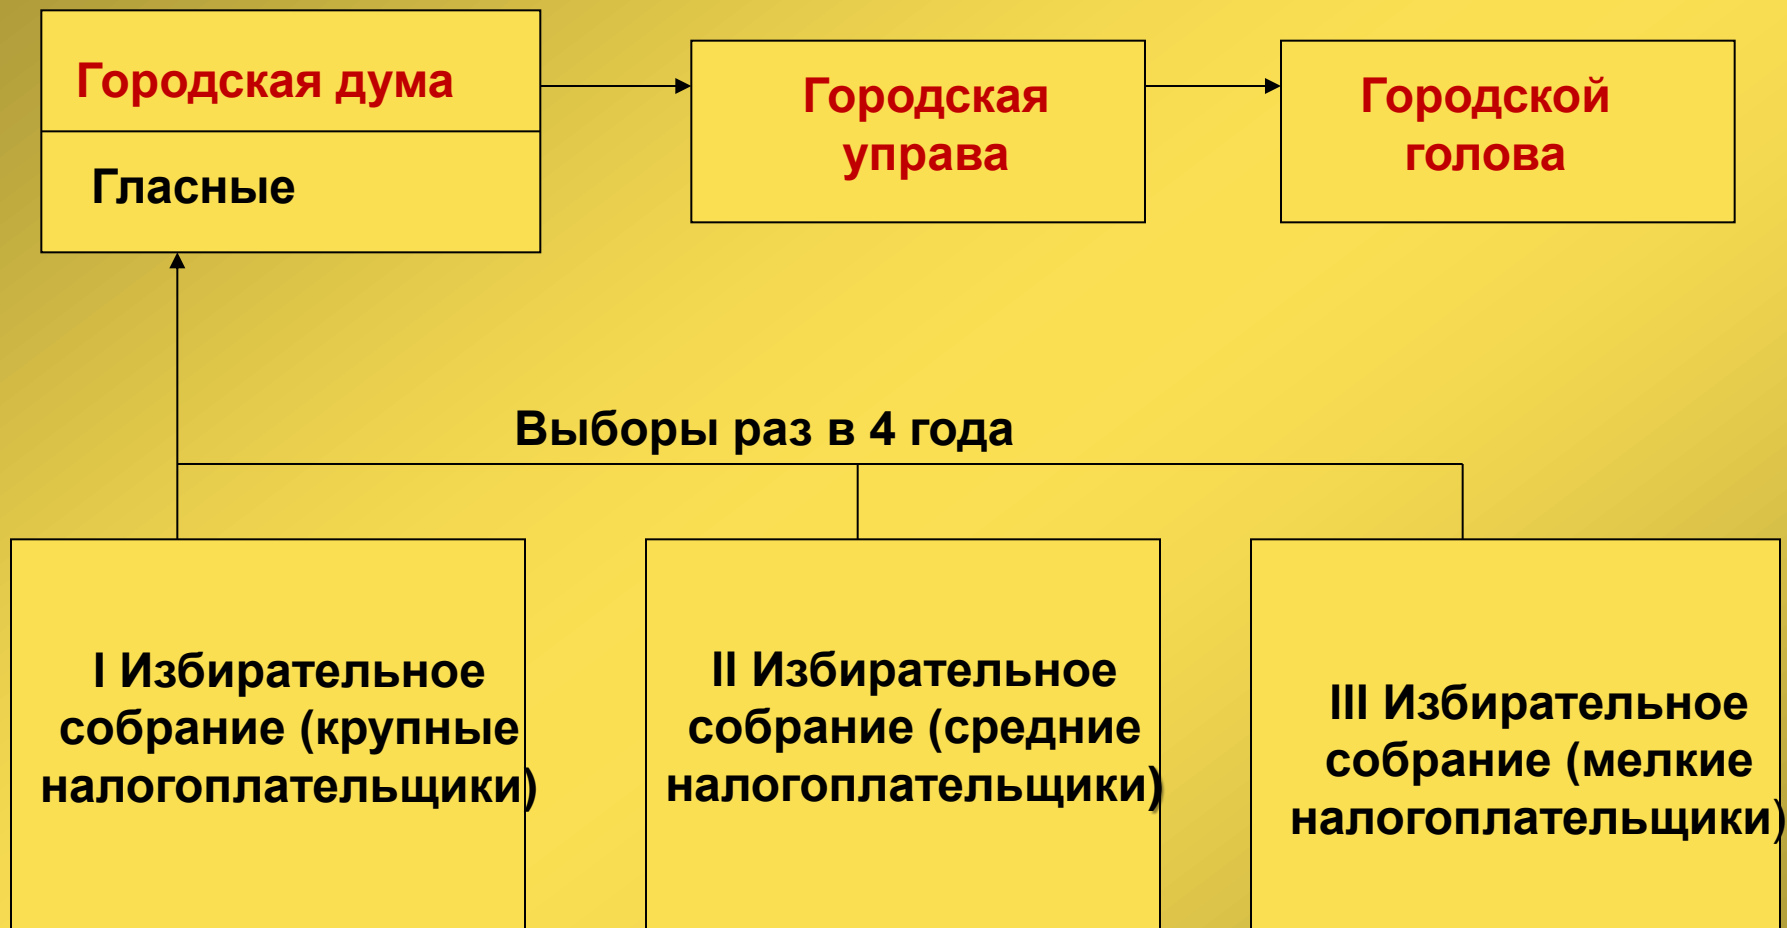 Городская дума
Гласные
Городская
управа
Городской
голова
Выборы раз в 4 года
I Избирательное
собрание (крупные
налогоплательщики)
II Избирательное
собрание (средние
налогоплательщики)
III Избирательное
собрание (мелкие
налогоплательщики)